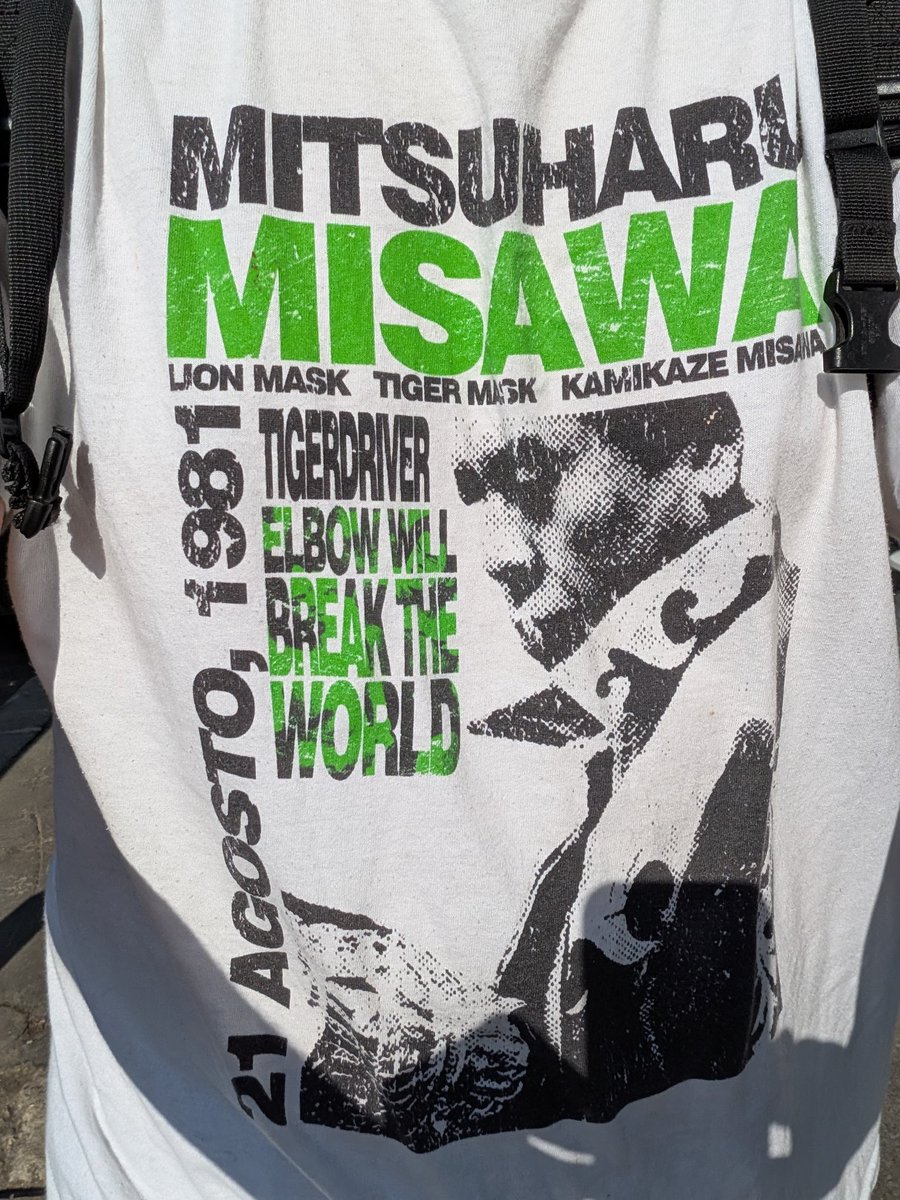 MITSUHARU
MISAWA
LION MASK TIGER MASK KAMIKAZE MISAWA
21 AGOSTO, 1981
TIGERDRIVER
ELBOW WILL
BREAK THE
WORLD